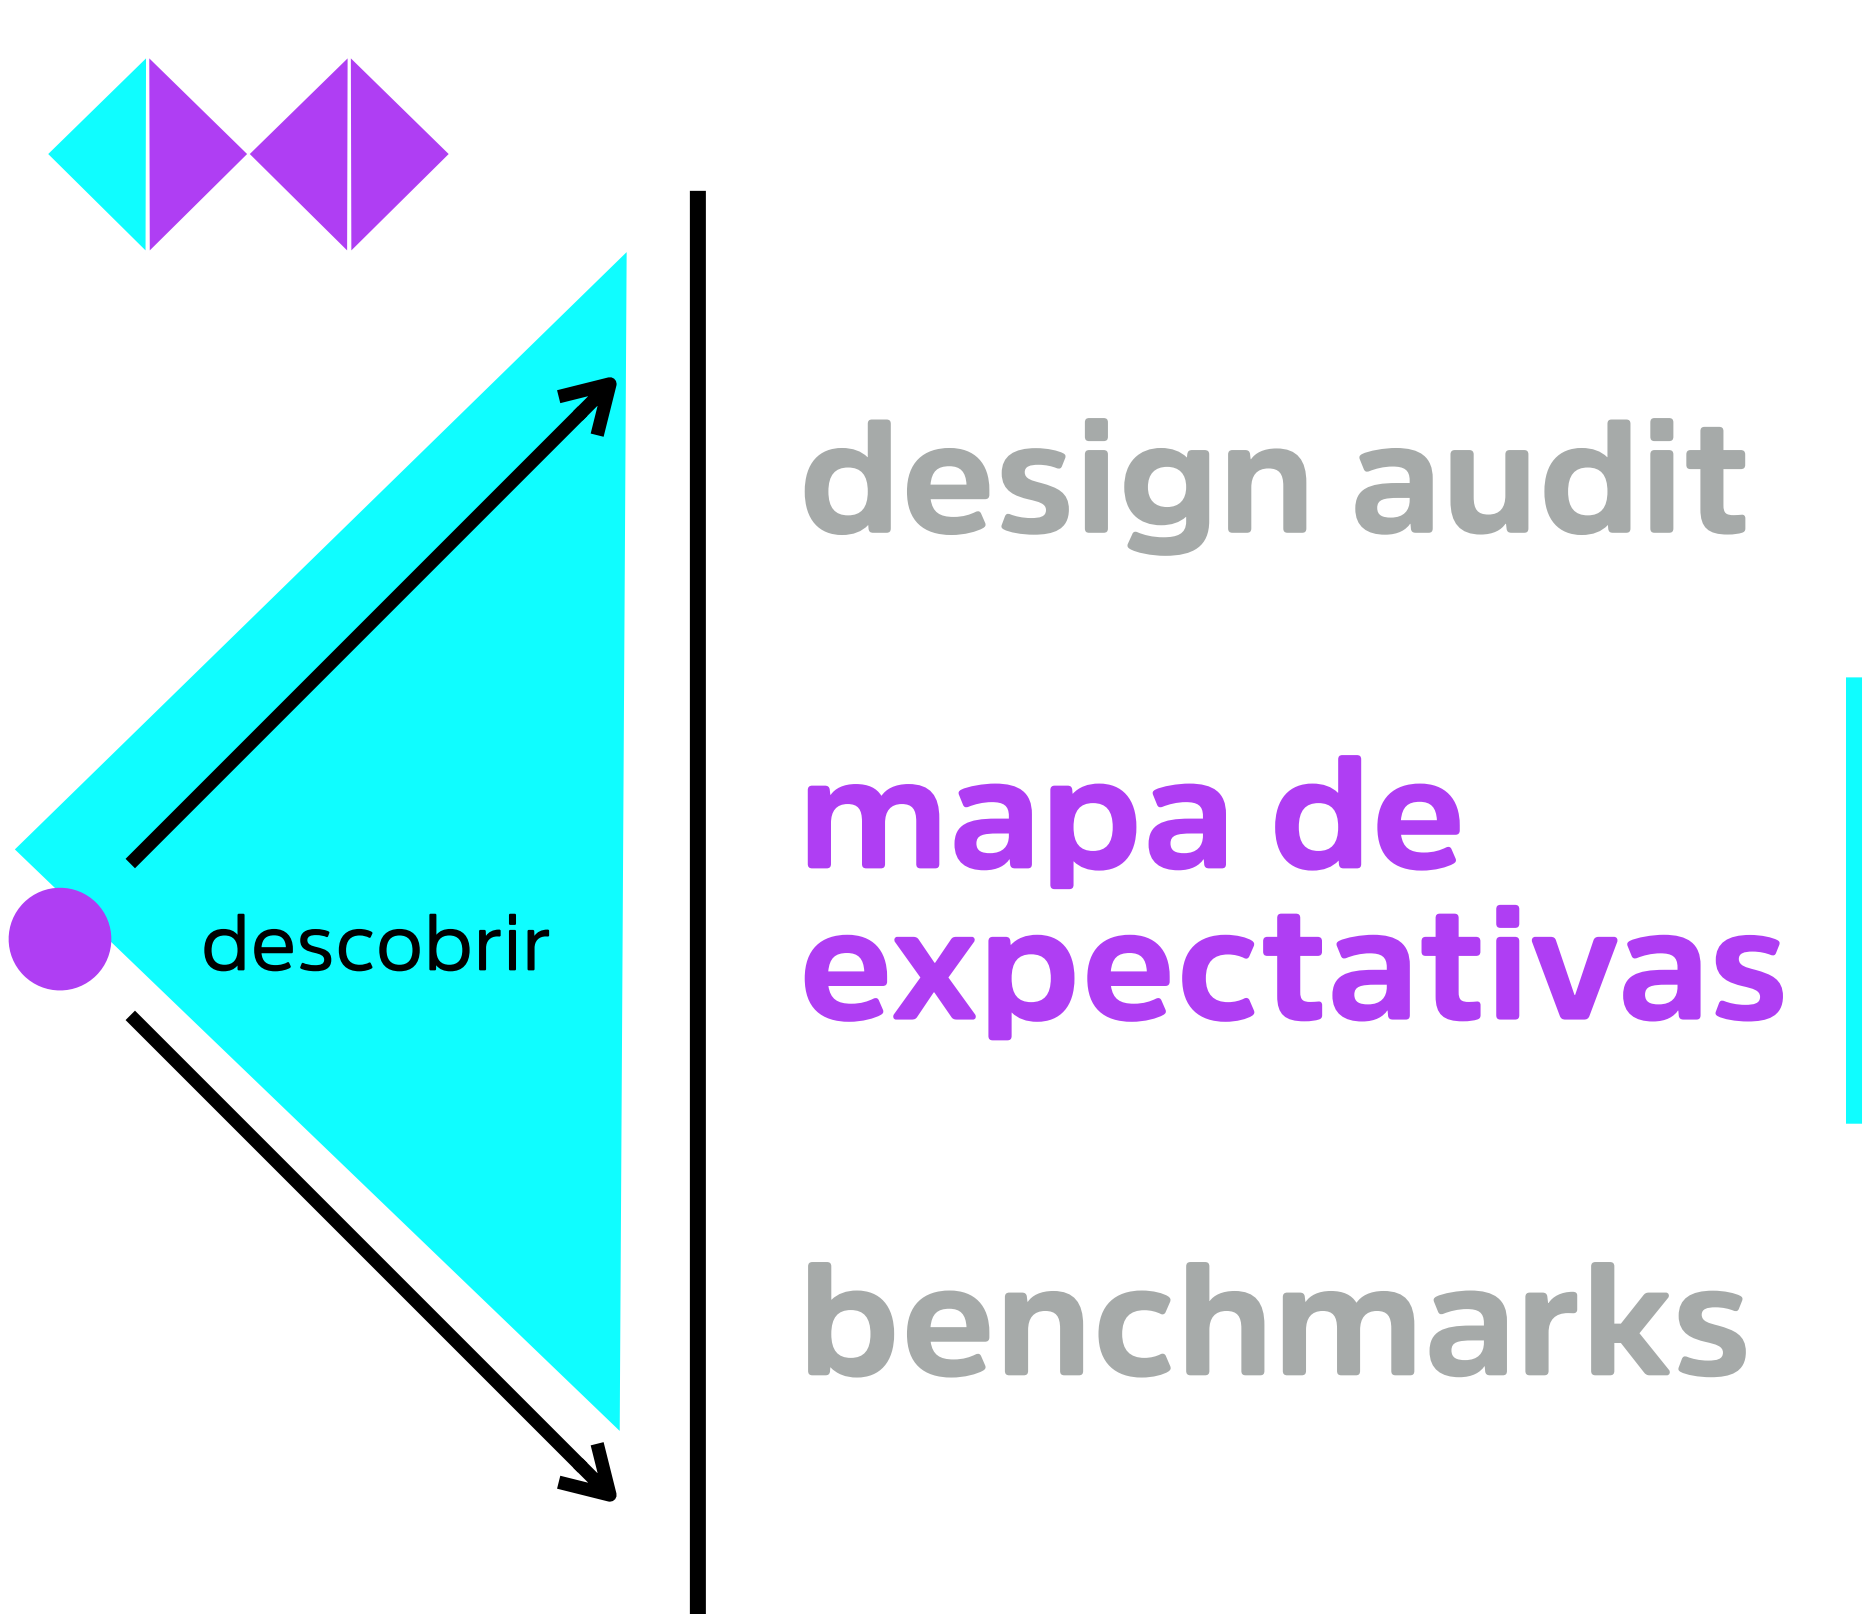 design audit
mapa de
expectativas
descobrir
benchmarks